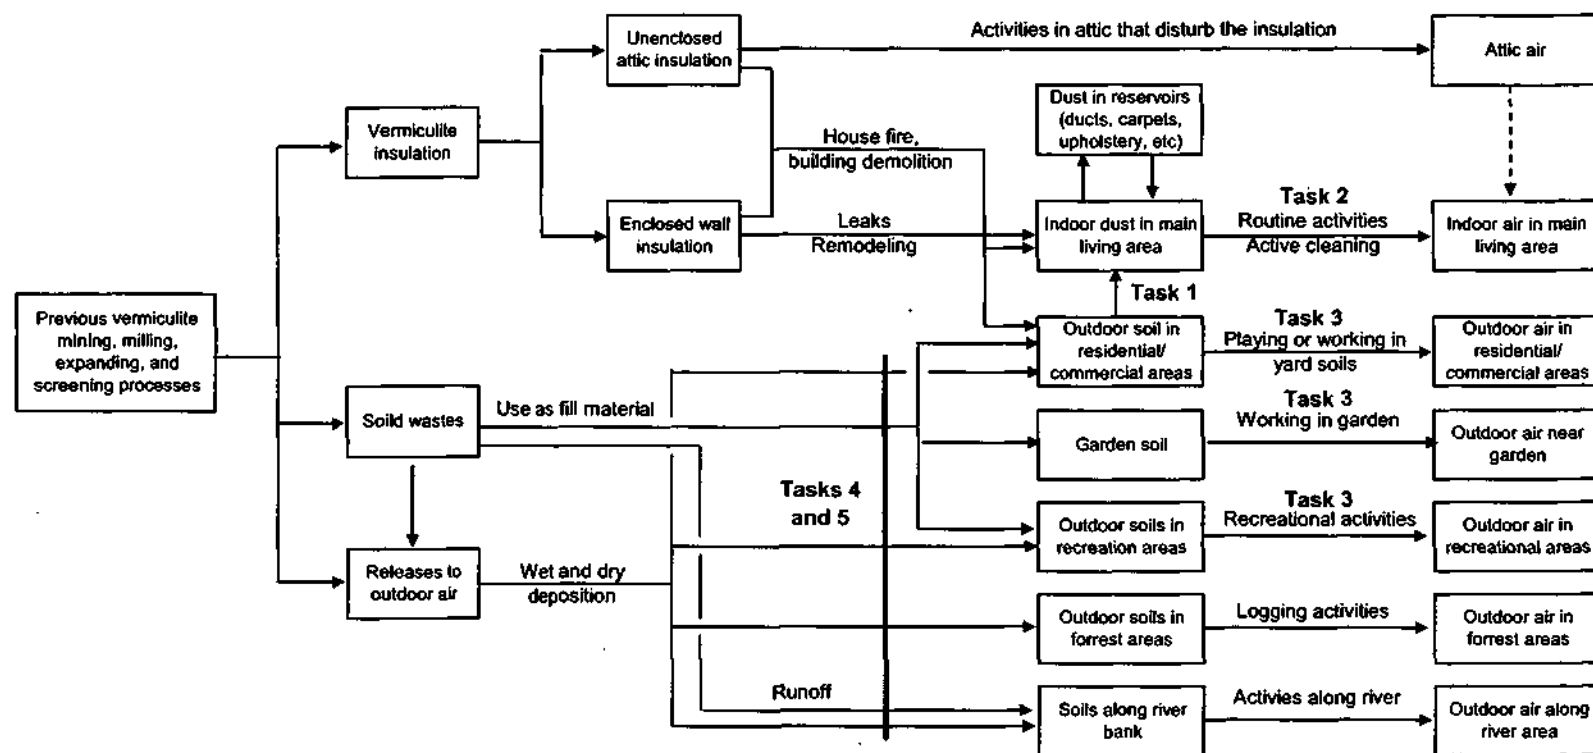 Unenclosed
attic insulation
Activities in attic that disturb the insulation
Attic air
Vermiculite
insulation
House fire,
building demolition
Dust in reservoirs
(ducts, carpets,
upholstery, etc)
Enclosed wall
insulation
Leaks
Remodeling
Indoor dust in main
living area
Task 2
Routine activities
Active cleaning
Indoor air in main
living area
Task 1
Previous vermiculite
mining, milling,
expanding, and
screening processes
Outdoor soil in
residential/
commercial areas
Task 3
Playing or working in
yard soils
Outdoor air in
residential/
commercial areas
Soild wastes
Use as fill material
Garden soil
Task 3
Working in garden
Outdoor air near
garden
Tasks 4
and 5
Outdoor soils in
recreation areas
Task 3
Recreational activities
Outdoor air in
recreational areas
Releases to
outdoor air
Wet and dry
deposition
Outdoor soils in
forrest areas
Logging activities
Outdoor air in
forrest areas
Runoff
Soils along river
bank
Activies along river
Outdoor air along
river area